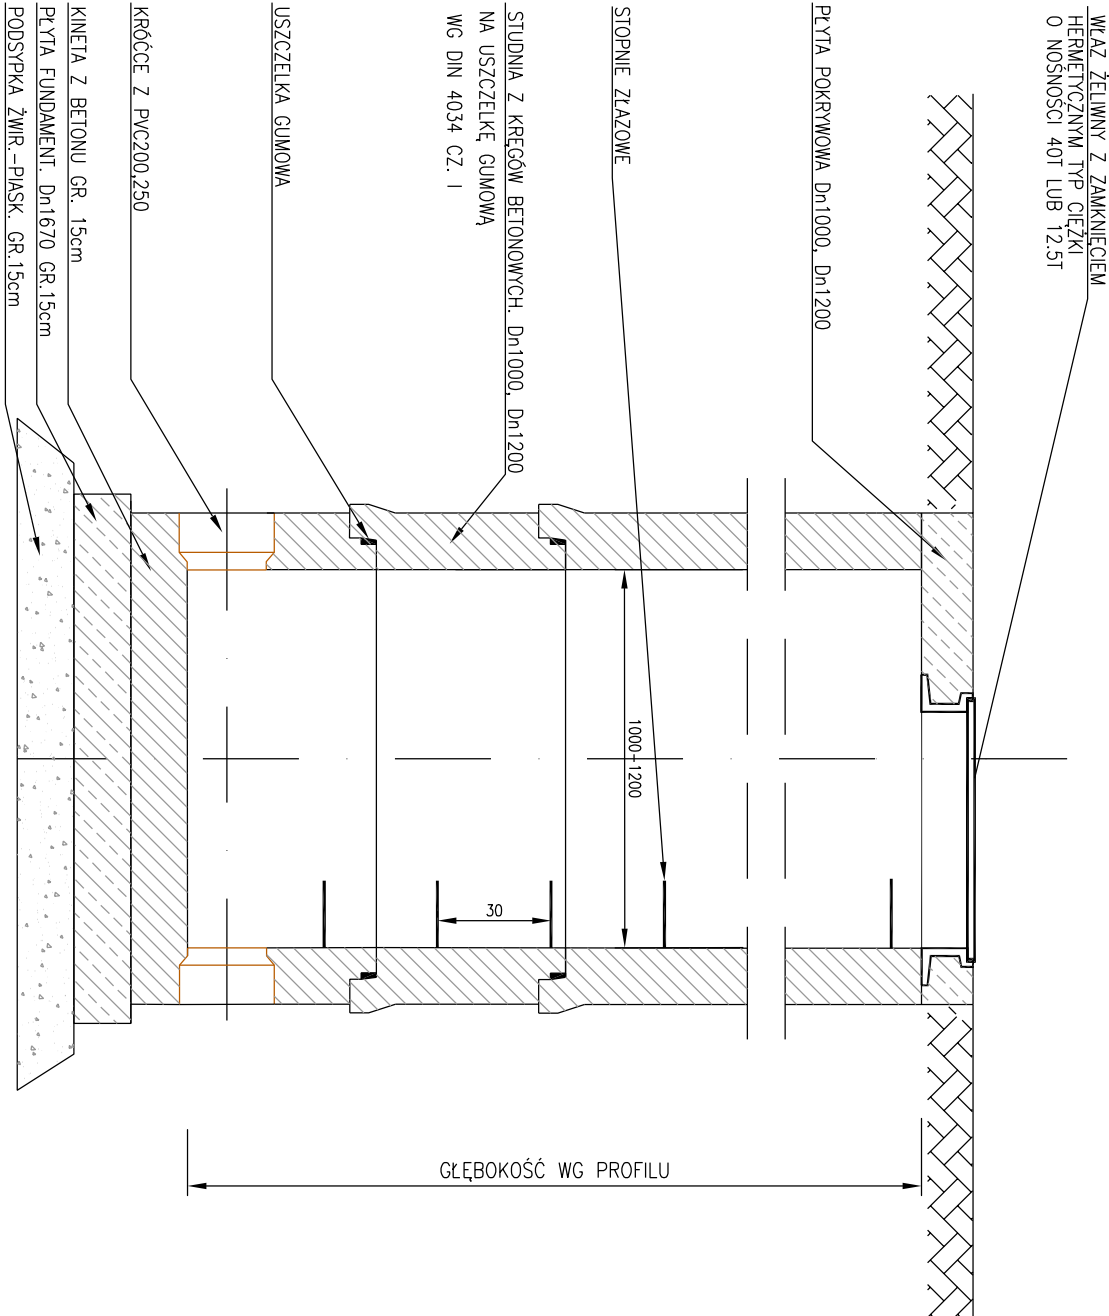 WŁAZ ŻELIWNY Z ZAMKNIĘCIEM
HERMETYCZNYM TYP CIĘŻKI
O NOŚNOŚCI 40T LUB 12.5T
PŁYTA POKRYWOWA Dn1000, Dn1200
STOPNIE ZŁAZOWE
STUDNIA Z KRĘGÓW BETONOWYCH. Dn1000, Dn1200
NA USZCZELKĘ GUMOWĄ
WG DIN 4034 CZ. I
USZCZELKA GUMOWA
KRÓĆCE Z PVC200,250
KINETA Z BETONU GR. 15cm
PŁYTA FUNDAMENT. Dn1670 GR.15cm
PODSYPKA ŻWIR.-PIASK. GR.15cm
1000-1200
30
GŁĘBOKOŚĆ WG PROFILU